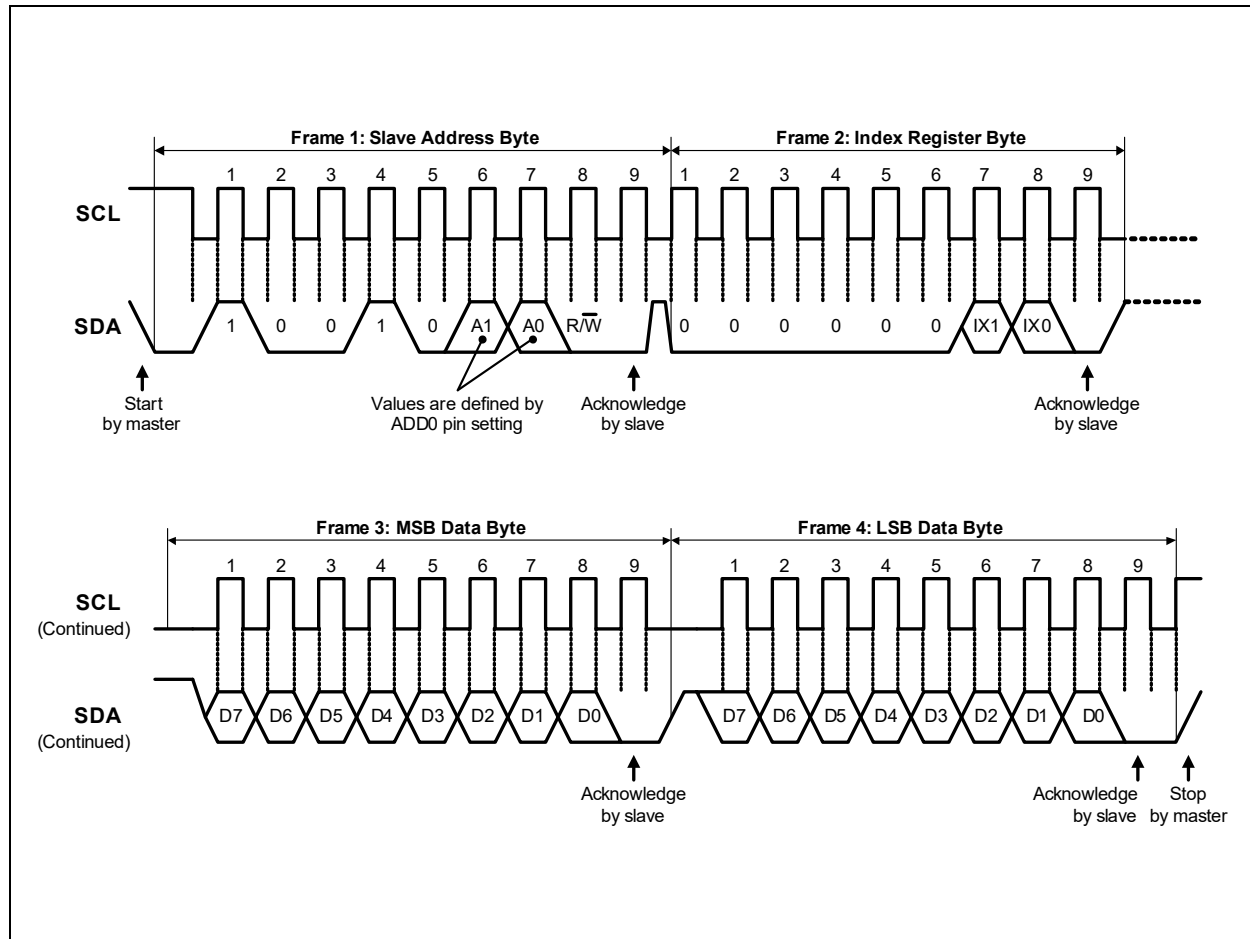 Frame 1: Slave Address Byte Frame 2: Index Register Byte
1 2 3 4 5 6 7 8 9 1 2 3 4 5 6 7 8 9
SCL
SDA 1 0 0 1 0 A1 A0 R/W̅ 0 0 0 0 0 0 IX1 IX0
Start
by master
Values are defined by
ADD0 pin setting
Acknowledge
by slave
Acknowledge
by slave
Frame 3: MSB Data Byte Frame 4: LSB Data Byte
1 2 3 4 5 6 7 8 9 1 2 3 4 5 6 7 8 9
SCL
(Continued)
SDA D7 D6 D5 D4 D3 D2 D1 D0 D7 D6 D5 D4 D3 D2 D1 D0
(Continued)
Acknowledge
by slave
Acknowledge
by slave
Stop
by master